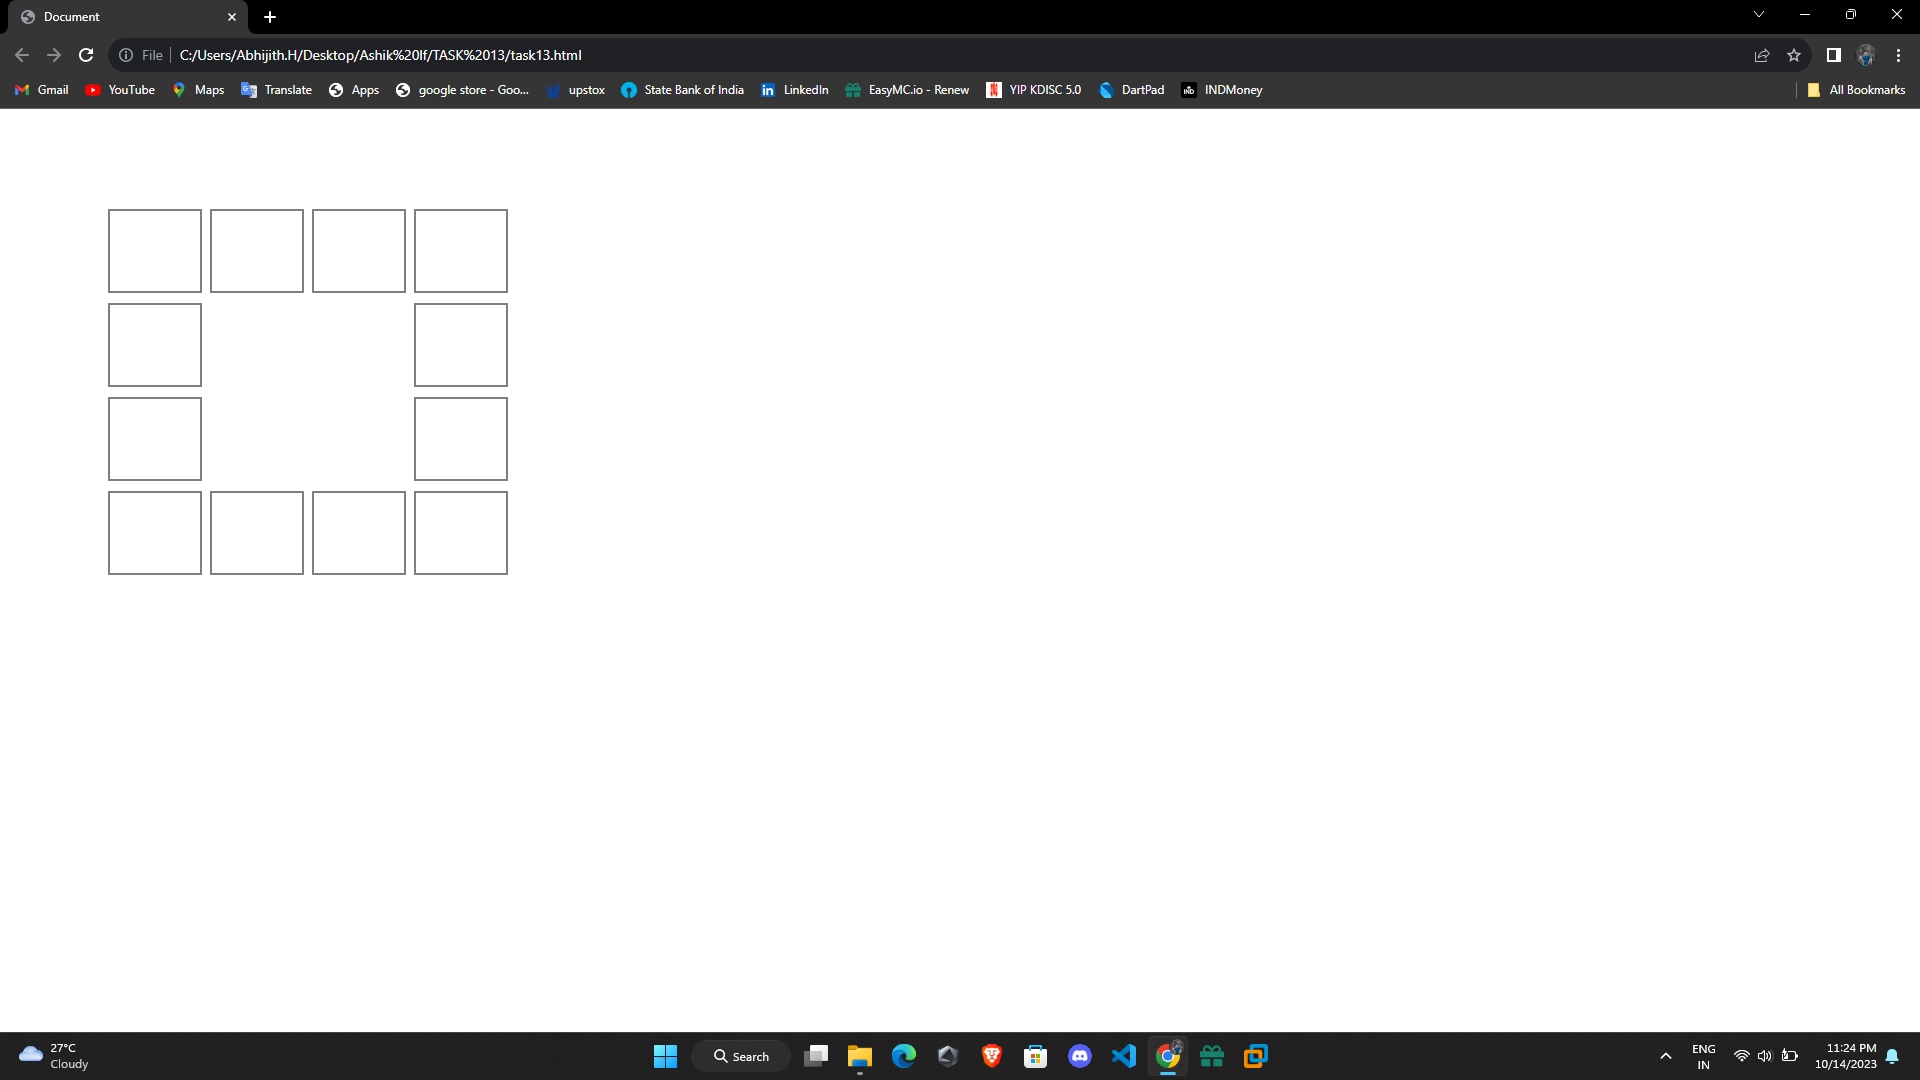 Document
File C:/Users/Abhijith.H/Desktop/Ashik%20lf/TASK%2013/task13.html
Gmail YouTube Maps Translate Apps google store - Goo... upstox State Bank of India LinkedIn EasyMC.io - Renew YIP KDISC 5.0 DartPad INDMoney All Bookmarks
27°C
Cloudy
Search
ENG
IN
11:24 PM
10/14/2023